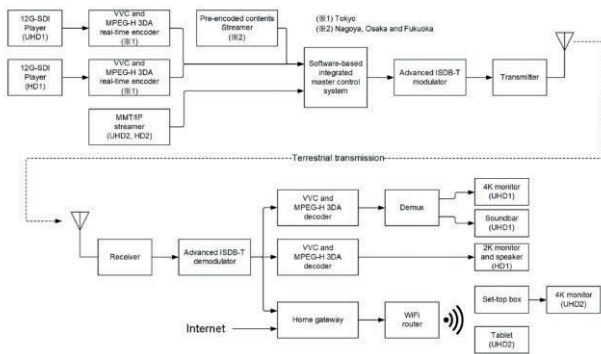 12G-SDI
Player
(UHD1)
VVC and
MPEG-H 3DA
real-time encoder
(※1)
Pre-encoded contents
Streamer
(※2)
(※1) Tokyo
(※2) Nagoya, Osaka and Fukuoka
12G-SDI
Player
(HD1)
VVC and
MPEG-H 3DA
real-time encoder
(※1)
Software-based
integrated
master control
system
Advanced ISDB-T
modulator
Transmitter
MMT/IP
streamer
(UHD2, HD2)
Terrestrial transmission
Receiver
Advanced ISDB-T
demodulator
VVC and
MPEG-H 3DA
decoder
Demux
4K monitor
(UHD1)
Soundbar
(UHD1)
VVC and
MPEG-H 3DA
decoder
2K monitor
and speaker
(HD1)
Internet
Home gateway
WiFi
router
Set-top box
4K monitor
(UHD2)
Tablet
(UHD2)